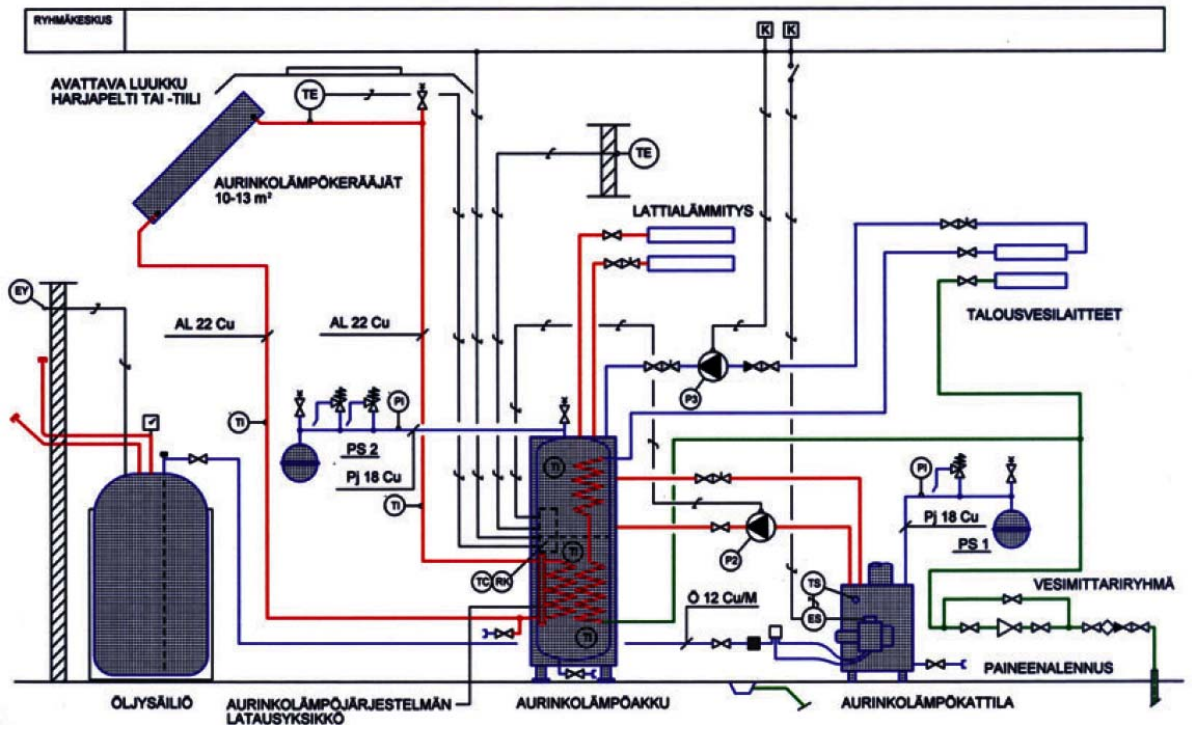 RYHMÄKESKUS
K K
AVATTAVA LUUKKU
HARJAPELTI TAI -TIILI
TE
TE
AURINKOLÄMPÖKERÄÄJÄT
10-13 m²
LATTIALÄMMITYS
EY
AL 22 Cu
AL 22 Cu
TALOUSVESILAITTEET
P3
PI
TI
PS 2
Pj 18 Cu
TI
TI
PI
Pj 18 Cu
PS 1
P2
TI
TC RK
TS
VESIMITTARIRYHMÄ
Ö 12 Cu/M
ES
TI
PAINEENALENNUS
ÖLJYSÄILIÖ
AURINKOLÄMPÖJÄRJESTELMÄN
LATAUSYKSIKKÖ
AURINKOLÄMPÖAKKU
AURINKOLÄMPÖKATTILA